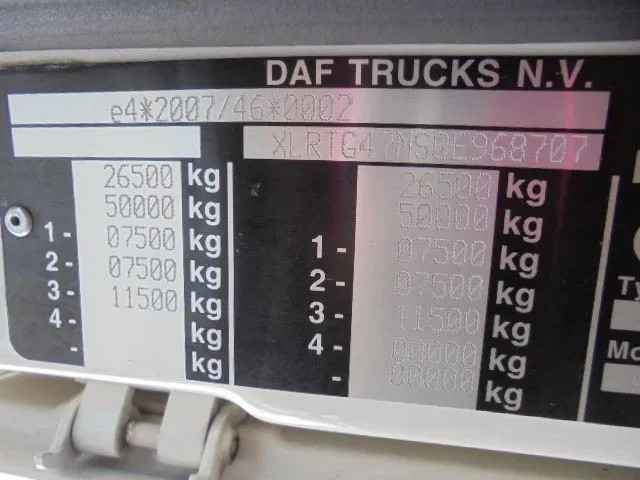 DAF TRUCKS N.V.
e4*2007/46*0002
26500 kg
50000 kg
1 - 07500 kg
2 - 07500 kg
3 - 11500 kg
4 - kg
- kg
26500 kg
50000 kg
1 - 07500 kg
2 - 07500 kg
3 - 11500 kg
4 - 00000 kg
- 00000 kg
Ty
Mo